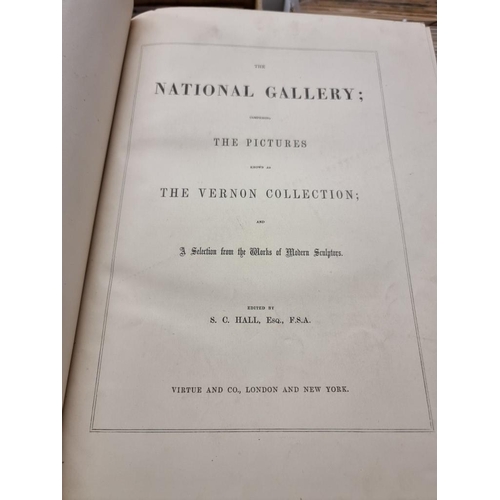 THE
NATIONAL GALLERY;
COMPRISING
THE PICTURES
KNOWN AS
THE VERNON COLLECTION;
AND
A Selection from the Works of Modern Sculptors.
EDITED BY
S. C. HALL, Esq., F.S.A.
VIRTUE AND CO., LONDON AND NEW YORK.